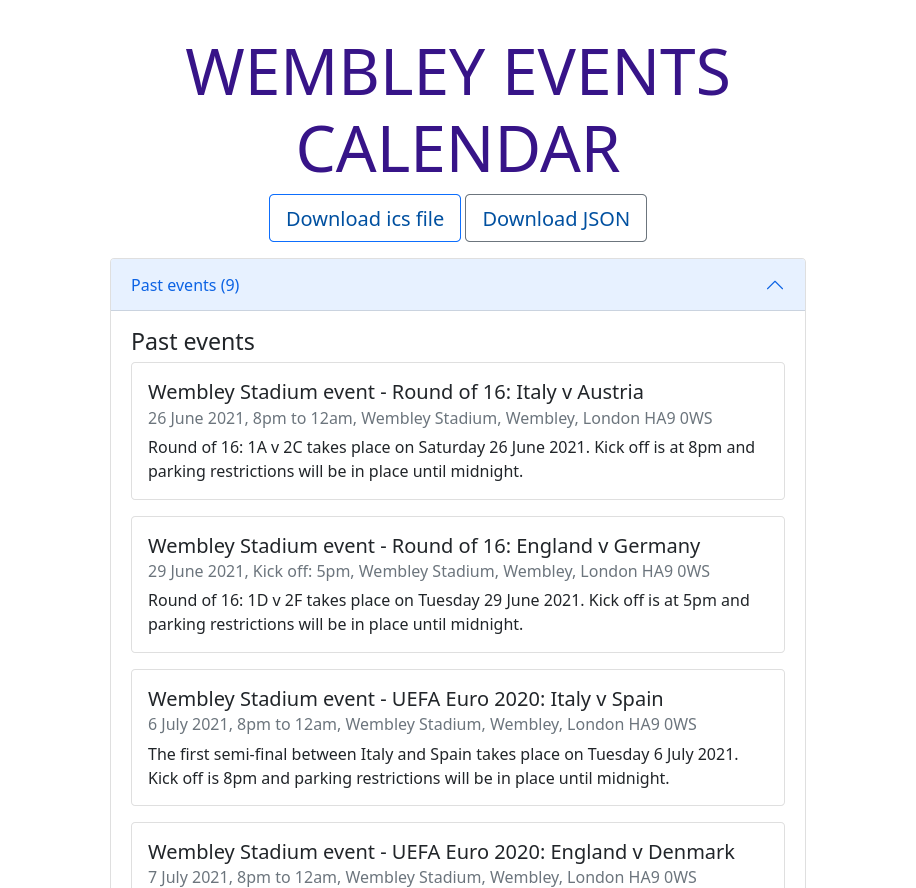 WEMBLEY EVENTS
CALENDAR
Download ics file
Download JSON
Past events (9)
Past events
Wembley Stadium event - Round of 16: Italy v Austria
26 June 2021, 8pm to 12am, Wembley Stadium, Wembley, London HA9 0WS
Round of 16: 1A v 2C takes place on Saturday 26 June 2021. Kick off is at 8pm and
parking restrictions will be in place until midnight.
Wembley Stadium event - Round of 16: England v Germany
29 June 2021, Kick off: 5pm, Wembley Stadium, Wembley, London HA9 0WS
Round of 16: 1D v 2F takes place on Tuesday 29 June 2021. Kick off is at 5pm and
parking restrictions will be in place until midnight.
Wembley Stadium event - UEFA Euro 2020: Italy v Spain
6 July 2021, 8pm to 12am, Wembley Stadium, Wembley, London HA9 0WS
The first semi-final between Italy and Spain takes place on Tuesday 6 July 2021.
Kick off is 8pm and parking restrictions will be in place until midnight.
Wembley Stadium event - UEFA Euro 2020: England v Denmark
7 July 2021, 8pm to 12am, Wembley Stadium, Wembley, London HA9 0WS